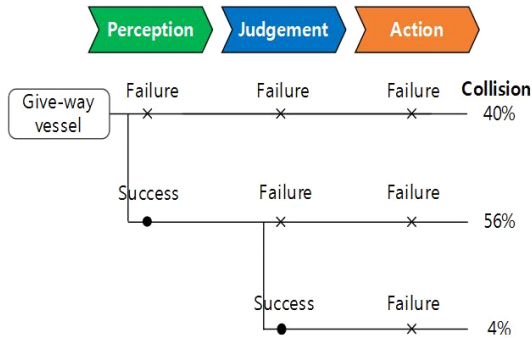 Perception Judgement Action
Failure Failure Failure Collision
Give-way
vessel
40%
Success Failure Failure
56%
Success Failure
4%